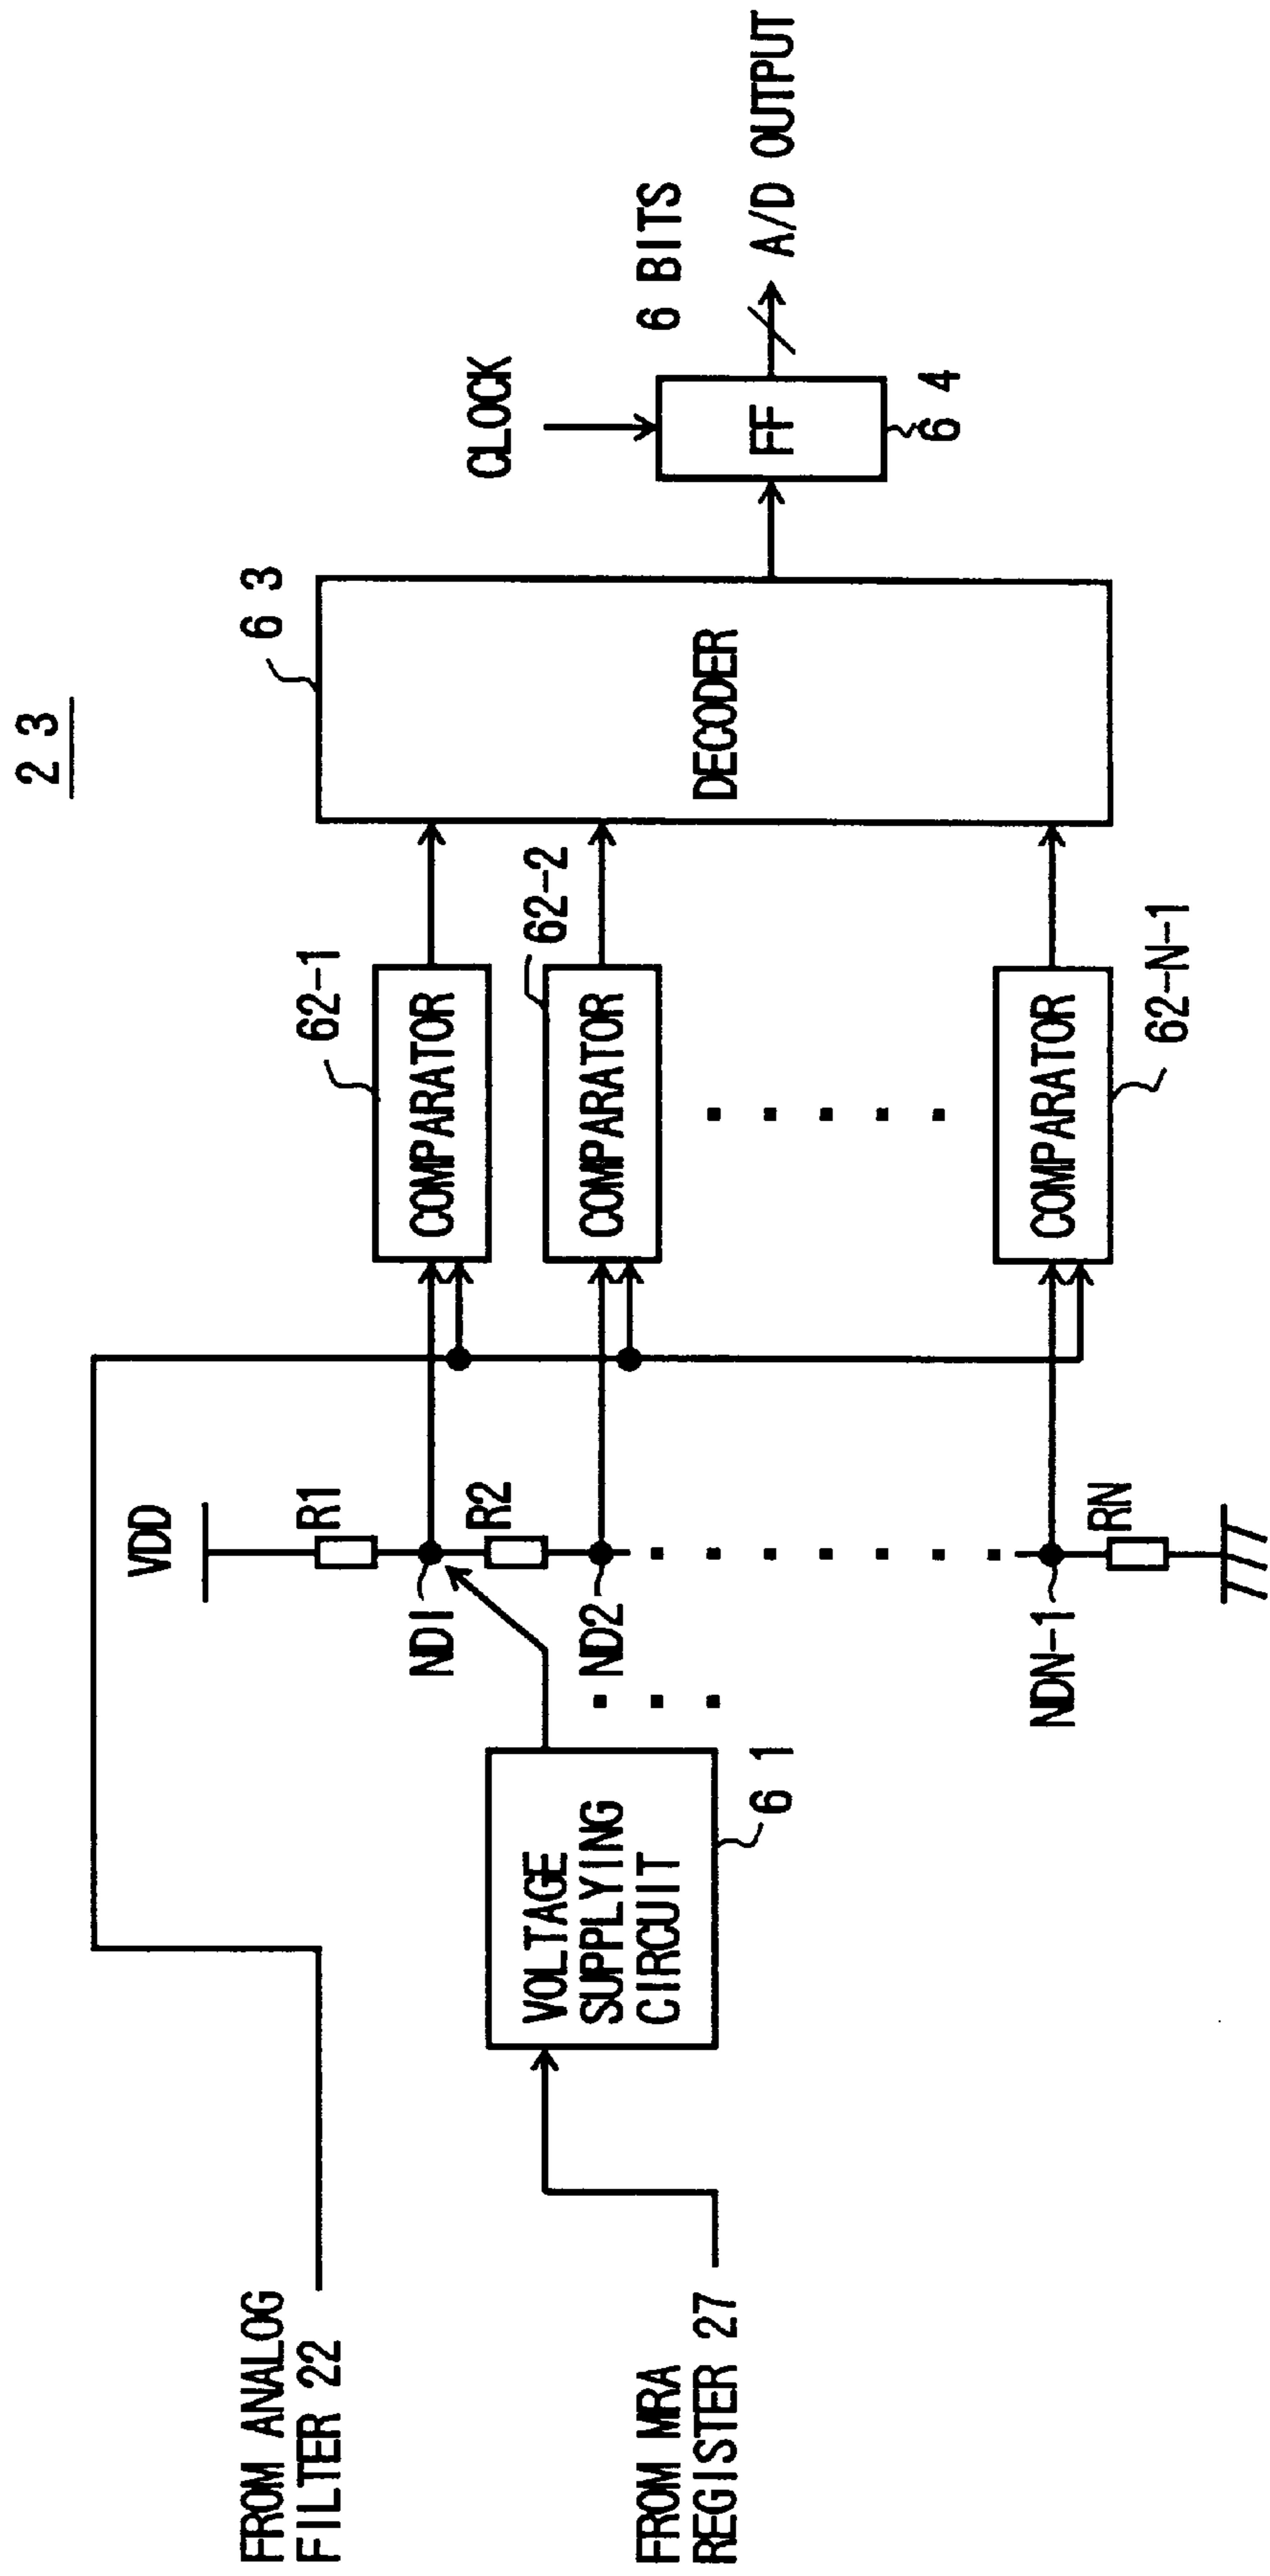 2 3
FROM ANALOG
FILTER 22
FROM MRA
REGISTER 27
VOLTAGE
SUPPLYING
CIRCUIT
6 1
VDD
R1
ND1
R2
ND2
NDN-1
RN
COMPARATOR
62-1
COMPARATOR
62-2
COMPARATOR
62-N-1
DECODER
6 3
CLOCK
FF
6 4
6 BITS
A/D OUTPUT